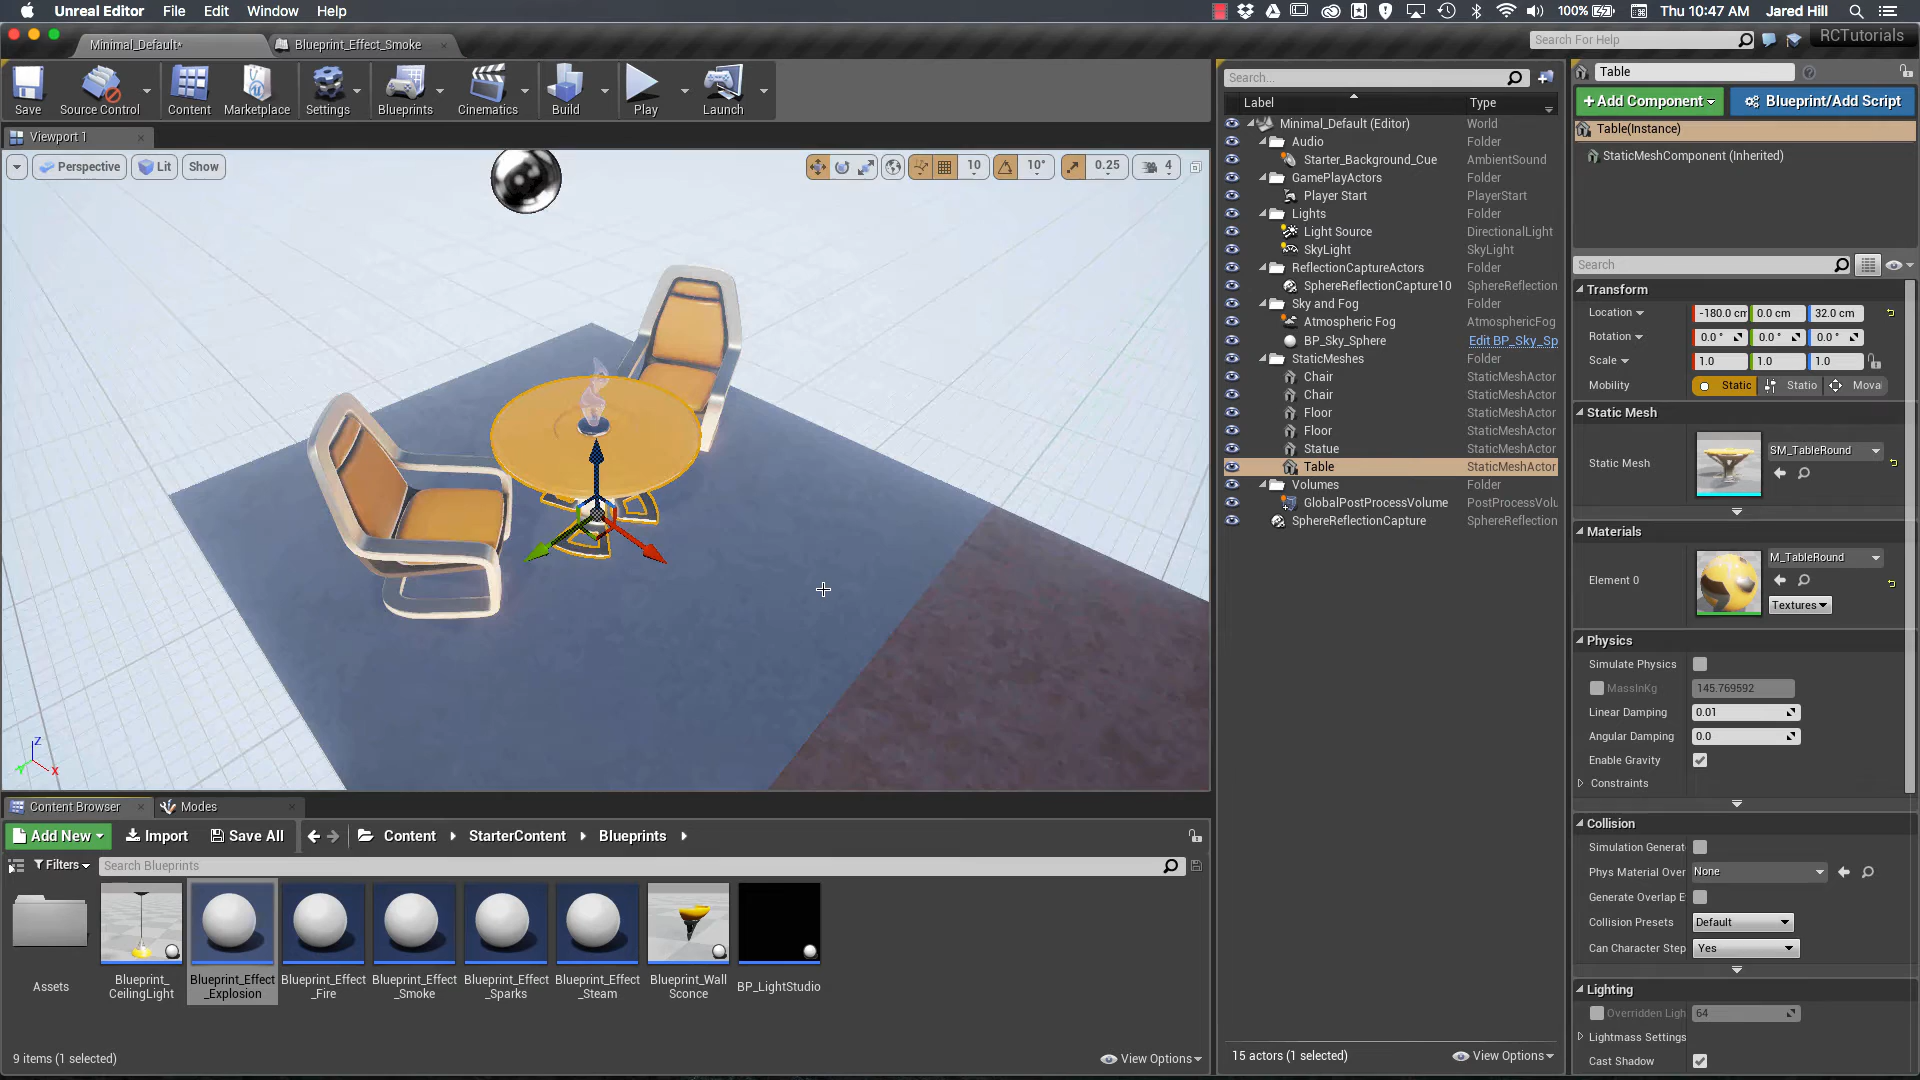 Unreal Editor File Edit Window Help 100% Thu 10:47 AM Jared Hill
Minimal_Default* Blueprint_Effect_Smoke Search For Help RCTutorials
Save Source Control Content Marketplace Settings Blueprints Cinematics Build Play Launch
Viewport 1
Perspective Lit Show 10 10° 0.25 4
Z
X
Y
Search...
Label Type
Minimal_Default (Editor) World
Audio Folder
Starter_Background_Cue AmbientSound
GamePlayActors Folder
Player Start PlayerStart
Lights Folder
Light Source DirectionalLight
SkyLight SkyLight
ReflectionCaptureActors Folder
SphereReflectionCapture10 SphereReflection
Sky and Fog Folder
Atmospheric Fog AtmosphericFog
BP_Sky_Sphere Edit BP_Sky_Sp
StaticMeshes Folder
Chair StaticMeshActor
Chair StaticMeshActor
Floor StaticMeshActor
Floor StaticMeshActor
Statue StaticMeshActor
Table StaticMeshActor
Volumes Folder
GlobalPostProcessVolume PostProcessVolu
SphereReflectionCapture SphereReflection
15 actors (1 selected) View Options
Table
+Add Component Blueprint/Add Script
Table(Instance)
StaticMeshComponent (Inherited)
Search
Transform
Location -180.0 cm 0.0 cm 32.0 cm
Rotation 0.0 ° 0.0 ° 0.0 °
Scale 1.0 1.0 1.0
Mobility Static Statio Mova
Static Mesh
Static Mesh SM_TableRound
Materials
Element 0 M_TableRound
Textures
Physics
Simulate Physics
MassInKg 145.769592
Linear Damping 0.01
Angular Damping 0.0
Enable Gravity
Constraints
Collision
Simulation Generat
Phys Material Over None
Generate Overlap E
Collision Presets Default
Can Character Step Yes
Lighting
Overridden Ligh 64
Lightmass Settings
Cast Shadow
Content Browser Modes
Add New Import Save All Content StarterContent Blueprints
Filters Search Blueprints
Assets
Blueprint_
CeilingLight
Blueprint_Effect
_Explosion
Blueprint_Effect
_Fire
Blueprint_Effect
_Smoke
Blueprint_Effect
_Sparks
Blueprint_Effect
_Steam
Blueprint_Wall
Sconce
BP_LightStudio
9 items (1 selected) View Options